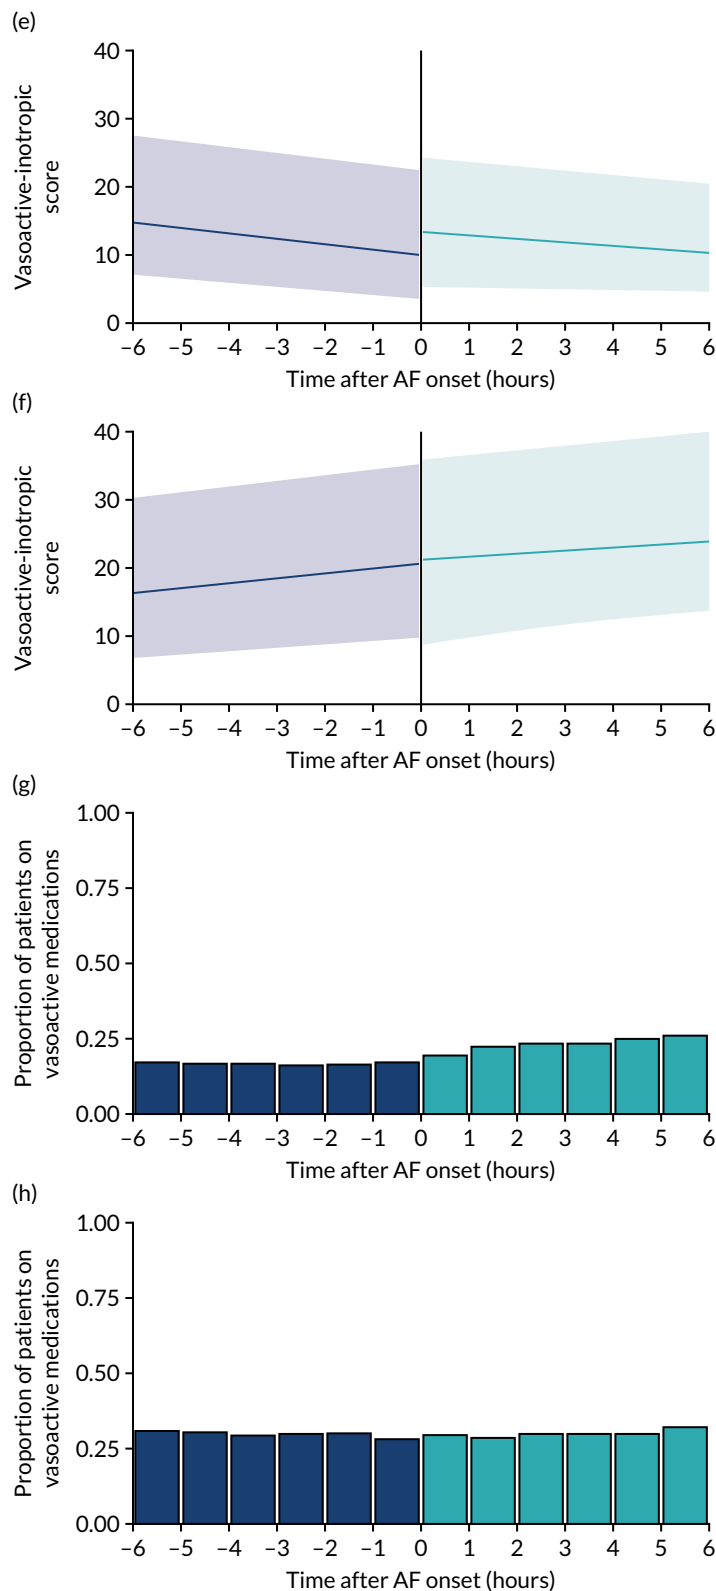 (e)
40
30
20
10
0
Vasoactive-inotropic
score
–6 –5 –4 –3 –2 –1 0 1 2 3 4 5 6
Time after AF onset (hours)
(f)
40
30
20
10
0
Vasoactive-inotropic
score
–6 –5 –4 –3 –2 –1 0 1 2 3 4 5 6
Time after AF onset (hours)
(g)
1.00
0.75
0.50
0.25
0.00
Proportion of patients on
vasoactive medications
–6 –5 –4 –3 –2 –1 0 1 2 3 4 5 6
Time after AF onset (hours)
(h)
1.00
0.75
0.50
0.25
0.00
Proportion of patients on
vasoactive medications
–6 –5 –4 –3 –2 –1 0 1 2 3 4 5 6
Time after AF onset (hours)